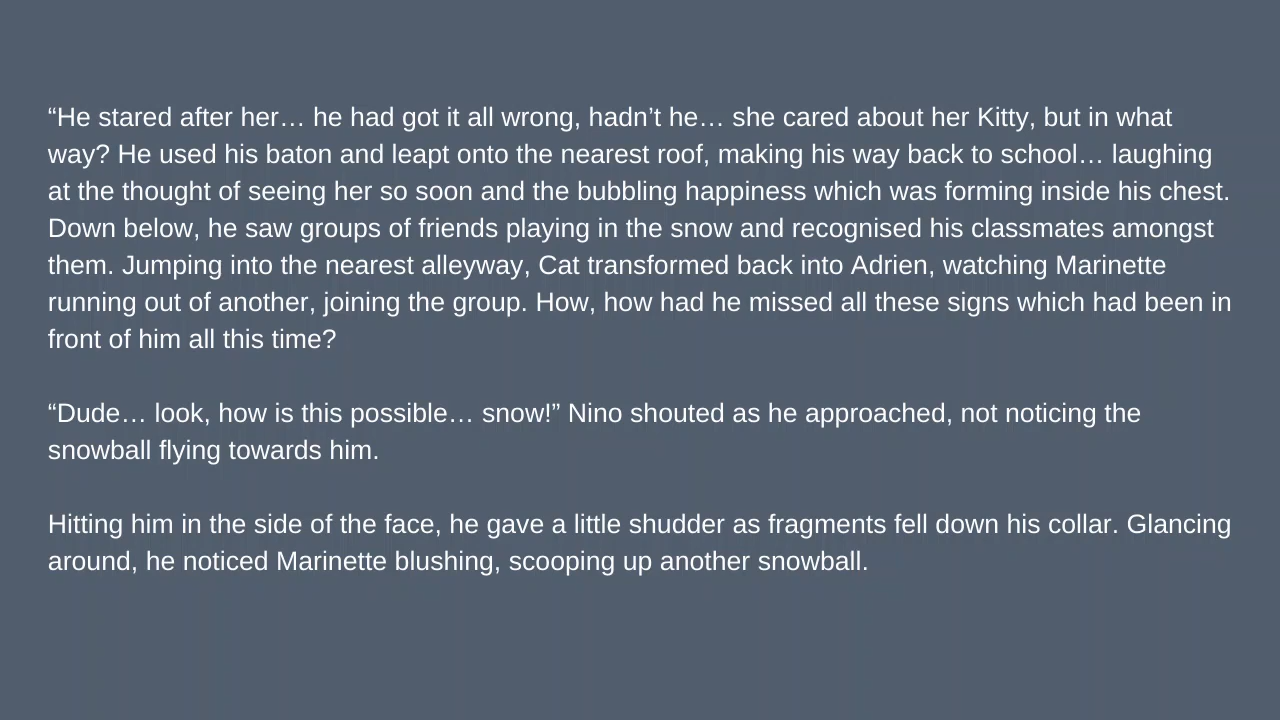 “He stared after her… he had got it all wrong, hadn’t he… she cared about her Kitty, but in what
way? He used his baton and leapt onto the nearest roof, making his way back to school… laughing
at the thought of seeing her so soon and the bubbling happiness which was forming inside his chest.
Down below, he saw groups of friends playing in the snow and recognised his classmates amongst
them. Jumping into the nearest alleyway, Cat transformed back into Adrien, watching Marinette
running out of another, joining the group. How, how had he missed all these signs which had been in
front of him all this time?
“Dude… look, how is this possible… snow!” Nino shouted as he approached, not noticing the
snowball flying towards him.
Hitting him in the side of the face, he gave a little shudder as fragments fell down his collar. Glancing
around, he noticed Marinette blushing, scooping up another snowball.